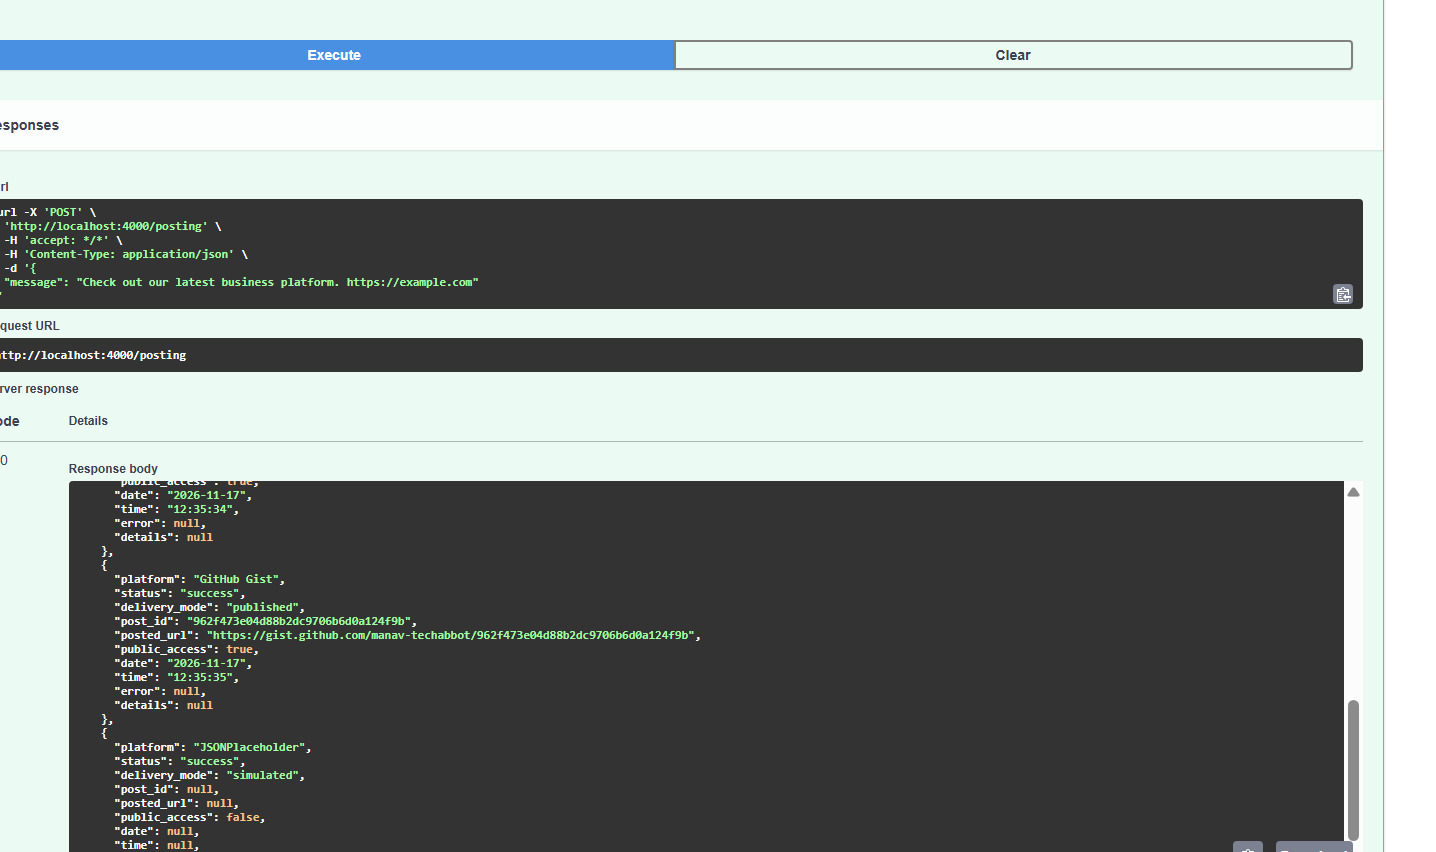 Execute
Clear
esponses
rl
url -X 'POST' \
'http://localhost:4000/posting' \
-H 'accept: */*' \
-H 'Content-Type: application/json' \
-d '{
"message": "Check out our latest business platform. https://example.com"
'
quest URL
ttp://localhost:4000/posting
rver response
ode
Details
0
Response body
"public_access": true,
"date": "2026-11-17",
"time": "12:35:34",
"error": null,
"details": null
},
{
"platform": "GitHub Gist",
"status": "success",
"delivery_mode": "published",
"post_id": "962f473e04d88b2dc9706b6d0a124f9b",
"posted_url": "https://gist.github.com/manav-techabbot/962f473e04d88b2dc9706b6d0a124f9b",
"public_access": true,
"date": "2026-11-17",
"time": "12:35:35",
"error": null,
"details": null
},
{
"platform": "JSONPlaceholder",
"status": "success",
"delivery_mode": "simulated",
"post_id": null,
"posted_url": null,
"public_access": false,
"date": null,
"time": null,